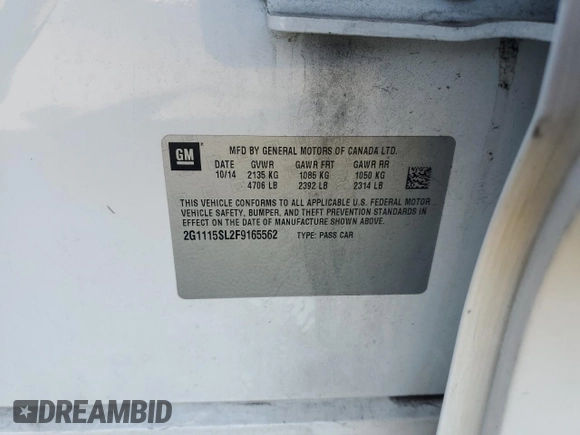 GM
MFD BY GENERAL MOTORS OF CANADA LTD.
DATE GVWR GAWR FRT GAWR RR
10/14 2135 KG 1085 KG 1050 KG
4706 LB 2392 LB 2314 LB
THIS VEHICLE CONFORMS TO ALL APPLICABLE U.S. FEDERAL MOTOR
VEHICLE SAFETY, BUMPER, AND THEFT PREVENTION STANDARDS IN
EFFECT ON THE DATE OF MANUFACTURE SHOWN ABOVE.
2G1115SL2F9165562 TYPE: PASS CAR
DREAMBID